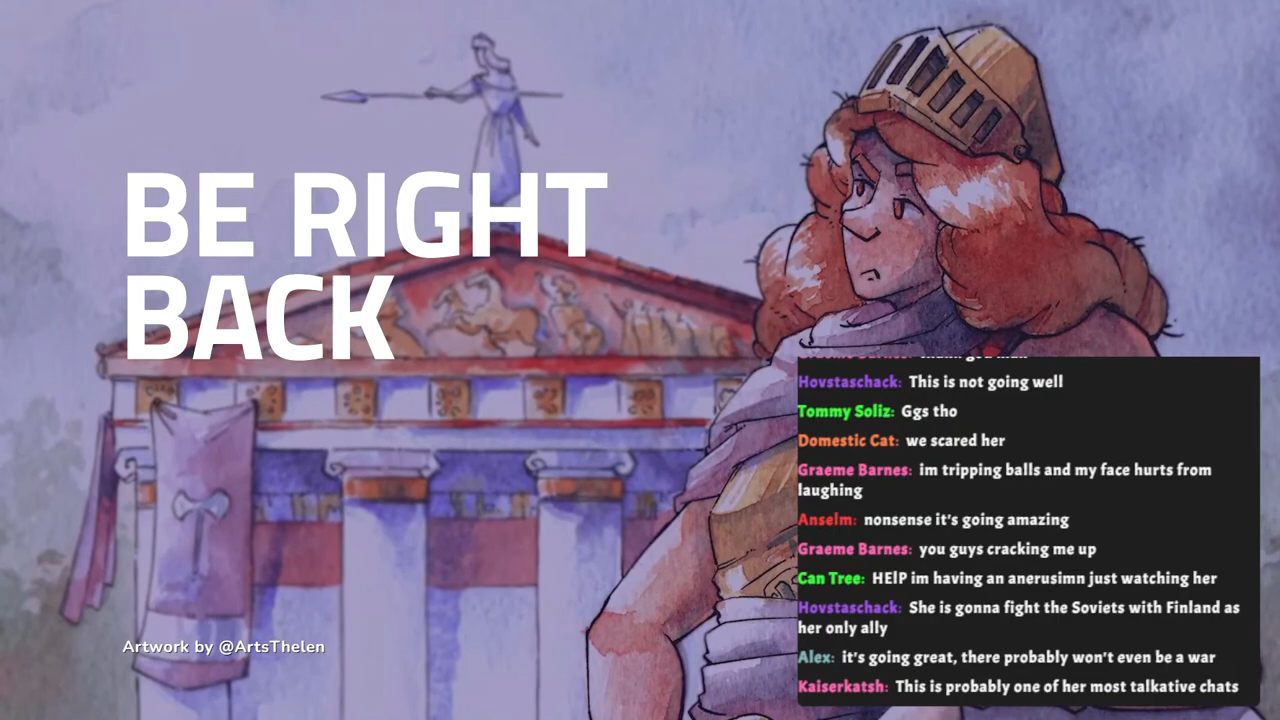 BE RIGHT
BACK
Hovstaschack: This is not going well
Tommy Soliz: Ggs tho
Domestic Cat: we scared her
Graeme Barnes: im tripping balls and my face hurts from
laughing
Anselm: nonsense it's going amazing
Graeme Barnes: you guys cracking me up
Can Tree: HElP im having an anerusimn just watching her
Hovstaschack: She is gonna fight the Soviets with Finland as
her only ally
Alex: it's going great, there probably won't even be a war
Kaiserkatsh: This is probably one of her most talkative chats
Artwork by @ArtsThelen